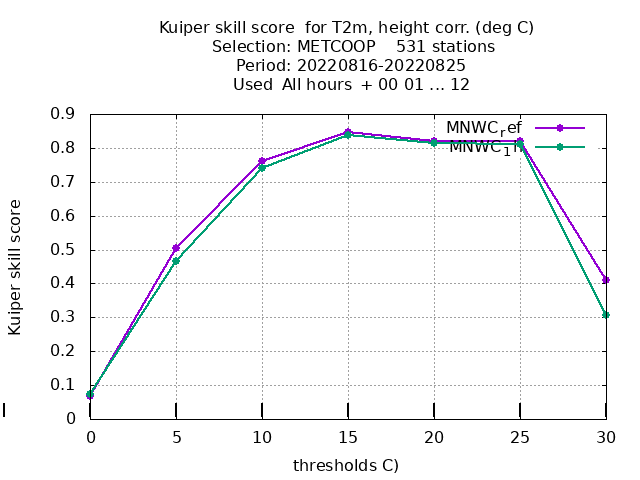 Kuiper skill score  for T2m, height corr. (deg C)
Selection: METCOOP    531 stations
Period: 20220816-20220825
Used  All hours  + 00 01 ... 12
MNWC_ref
0.9
0.8
0.7
0.6
0.5
0.4
0.3
0.2
0.1
0
Kuiper skill score
0 5 10 15 20 25 30
thresholds C)